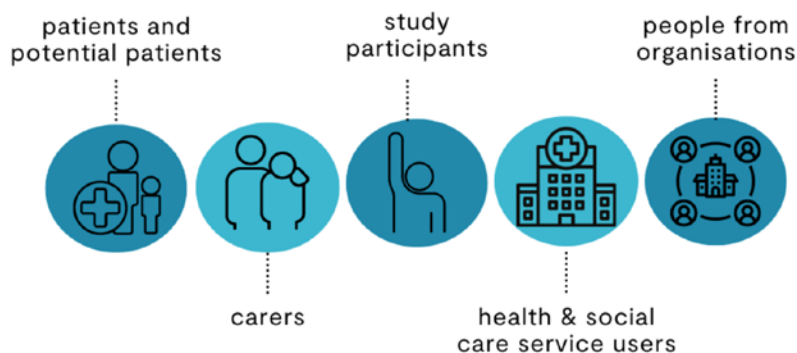 patients and
potential patients
carers
study
participants
health & social
care service users
people from
organisations